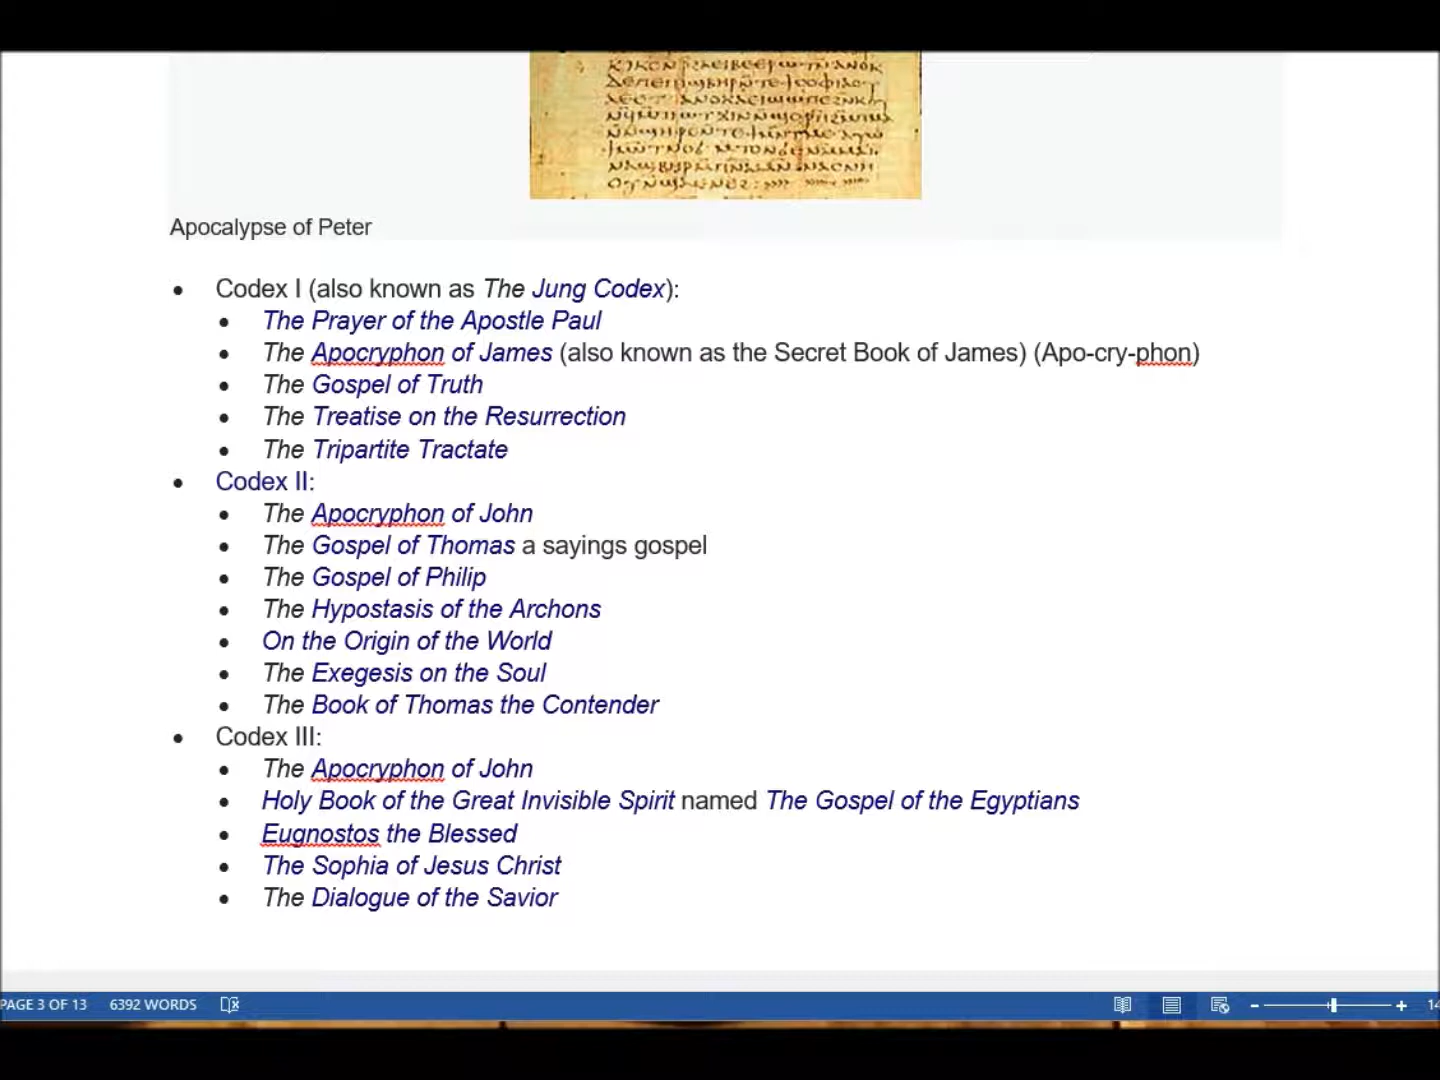 Apocalypse of Peter
• Codex I (also known as The Jung Codex):
• The Prayer of the Apostle Paul
• The Apocryphon of James (also known as the Secret Book of James) (Apo-cry-phon)
• The Gospel of Truth
• The Treatise on the Resurrection
• The Tripartite Tractate
• Codex II:
• The Apocryphon of John
• The Gospel of Thomas a sayings gospel
• The Gospel of Philip
• The Hypostasis of the Archons
• On the Origin of the World
• The Exegesis on the Soul
• The Book of Thomas the Contender
• Codex III:
• The Apocryphon of John
• Holy Book of the Great Invisible Spirit named The Gospel of the Egyptians
• Eugnostos the Blessed
• The Sophia of Jesus Christ
• The Dialogue of the Savior
PAGE 3 OF 13 6392 WORDS